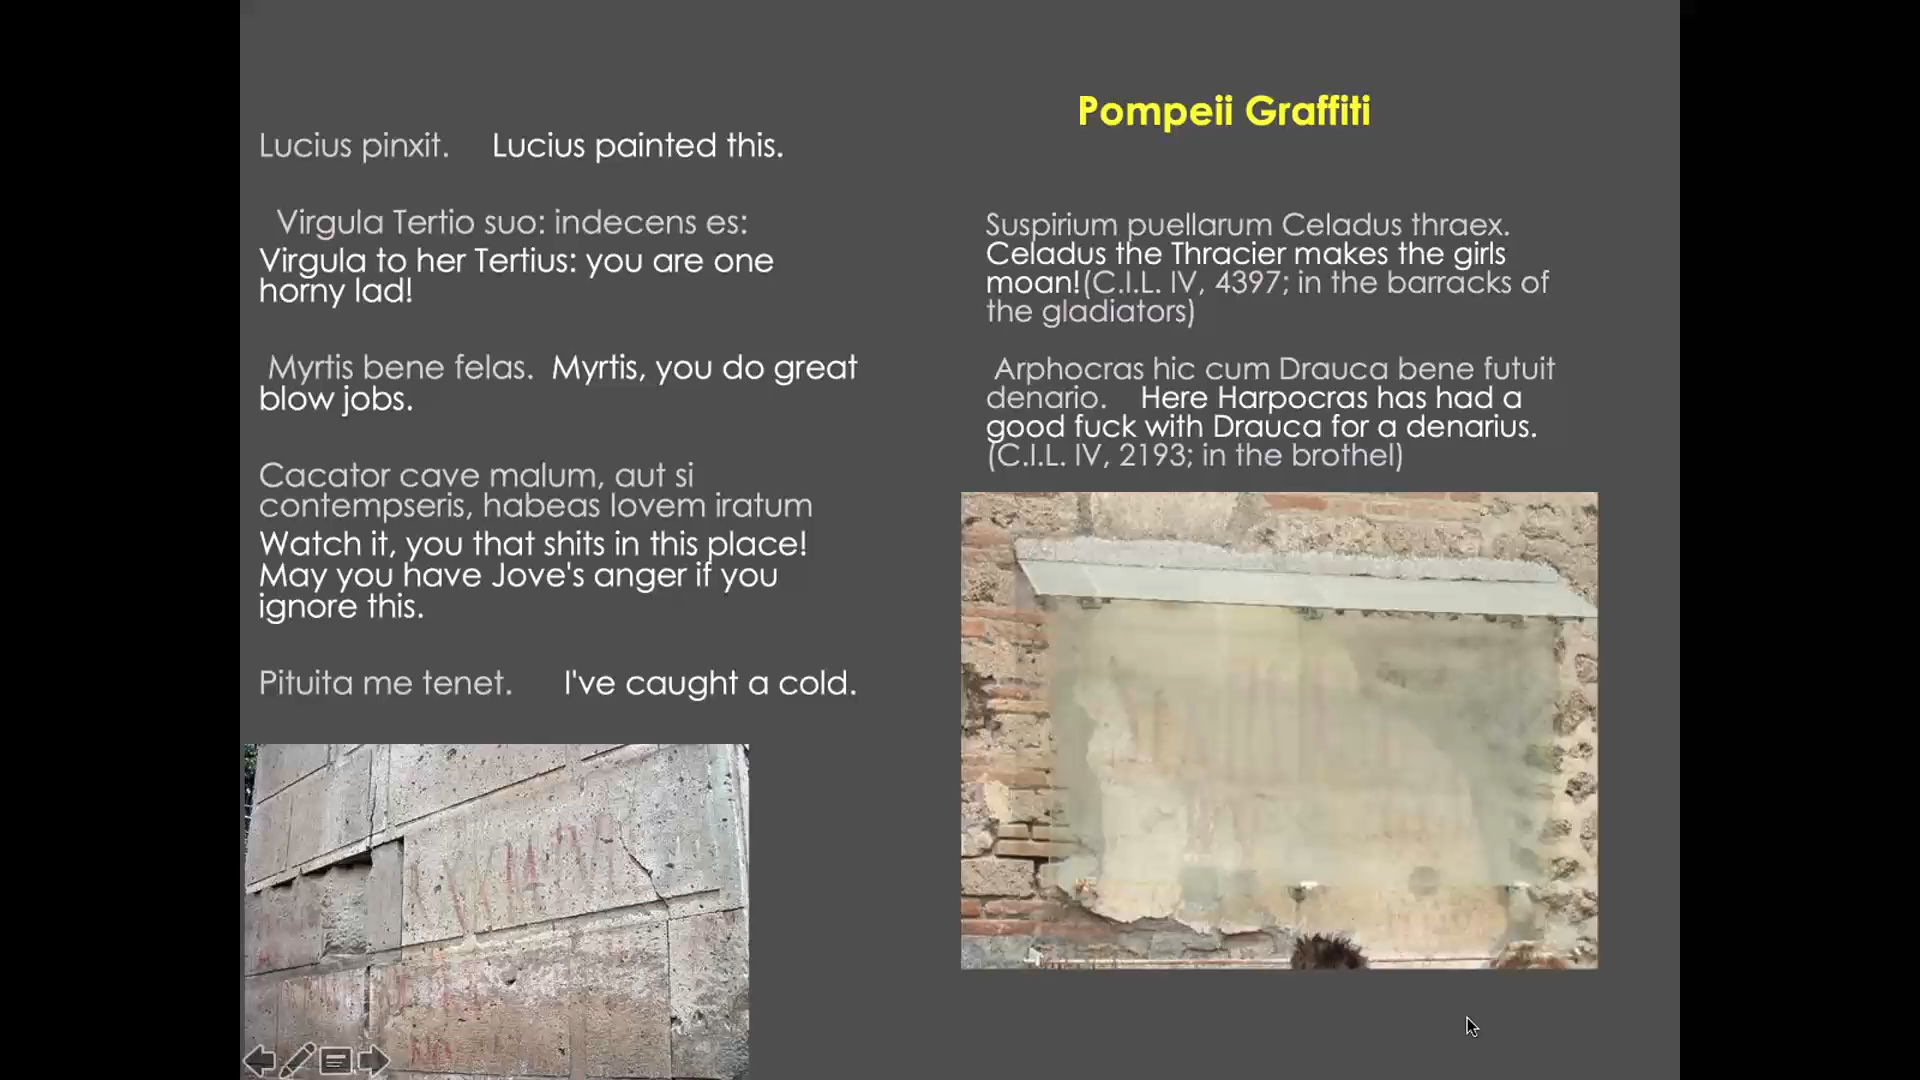 Pompeii Graffiti
Lucius pinxit. Lucius painted this.
Virgula Tertio suo: indecens es:
Virgula to her Tertius: you are one
horny lad!
Myrtis bene felas. Myrtis, you do great
blow jobs.
Cacator cave malum, aut si
contempseris, habeas Iovem iratum
Watch it, you that shits in this place!
May you have Jove's anger if you
ignore this.
Pituita me tenet. I've caught a cold.
Suspirium puellarum Celadus thraex.
Celadus the Thracier makes the girls
moan!(C.I.L. IV, 4397; in the barracks of
the gladiators)
Arphocras hic cum Drauca bene futuit
denario. Here Harpocras has had a
good fuck with Drauca for a denarius.
(C.I.L. IV, 2193; in the brothel)